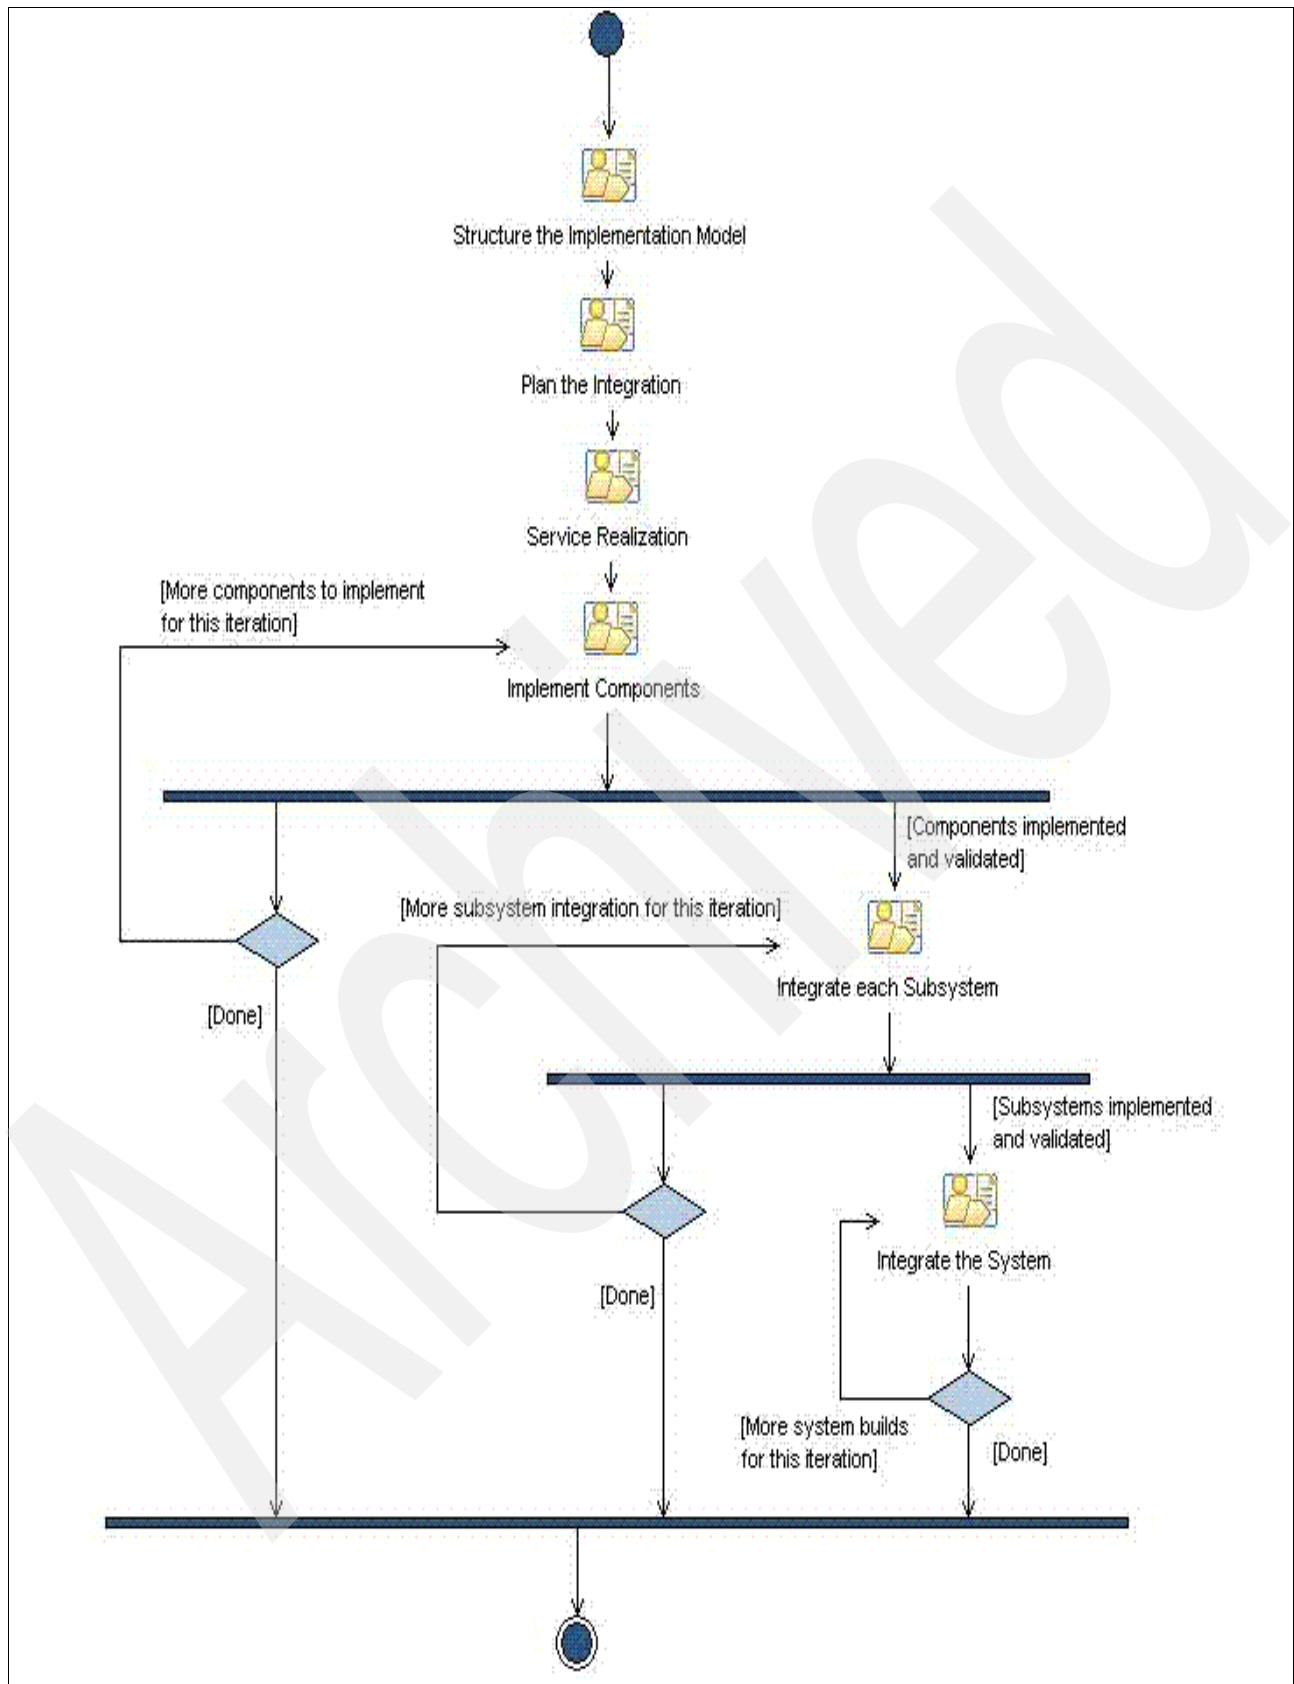 Structure the Implementation Model
Plan the Integration
Service Realization
[More components to implement
for this iteration]
Implement Components
[Components implemented
and validated]
[More subsystem integration for this iteration]
Integrate each Subsystem
[Done]
[Subsystems implemented
and validated]
Integrate the System
[Done]
[More system builds
for this iteration]
[Done]
Archived